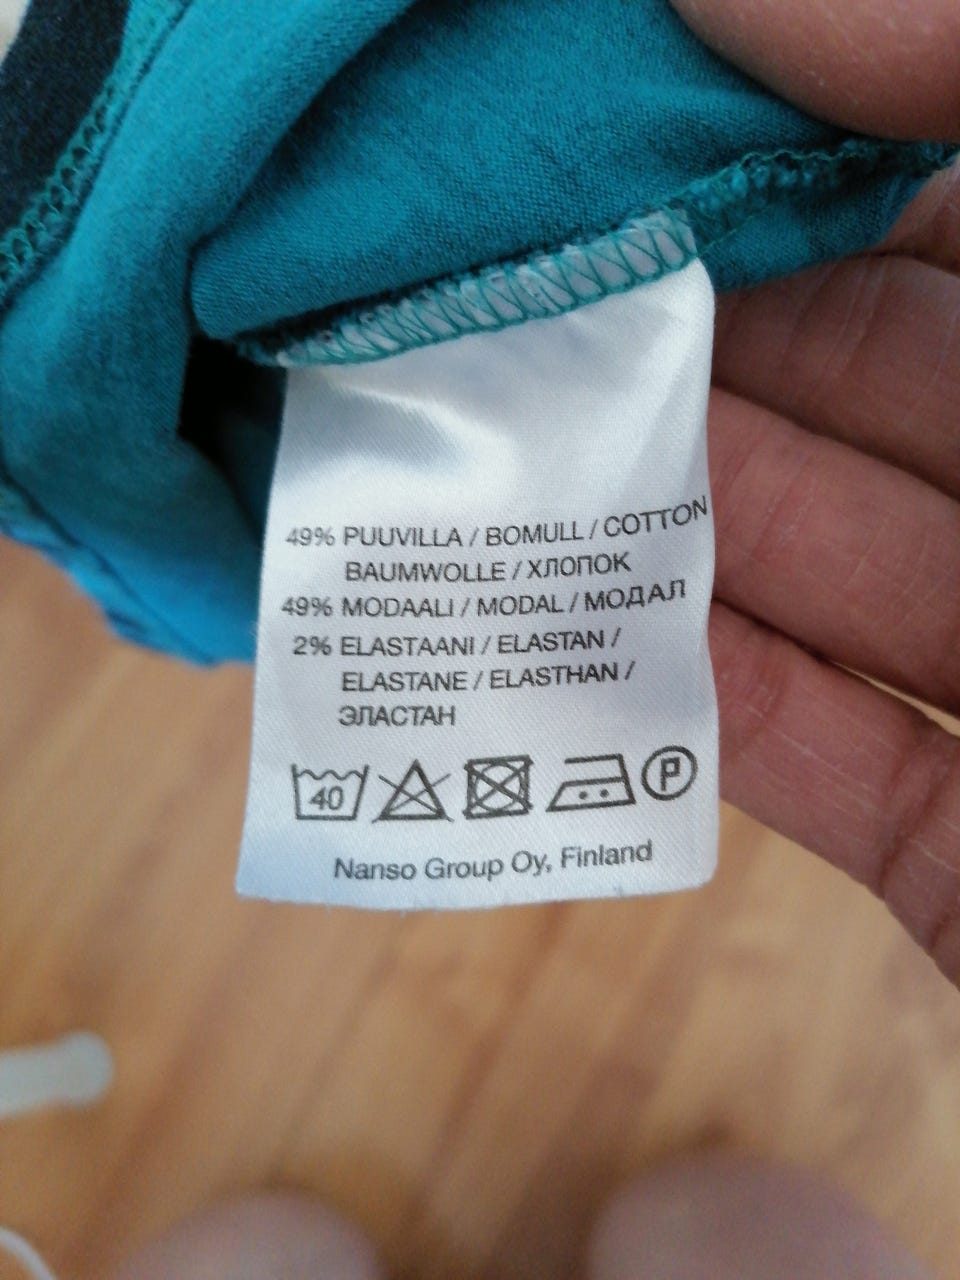 49% PUUVILLA / BOMULL / COTTON
BAUMWOLLE / ХЛОПОК
49% MODAALI / MODAL / МОДАЛ
2% ELASTAANI / ELASTAN /
ELASTANE / ELASTHAN /
ЭЛАСТАН
40 P
Nanso Group Oy, Finland